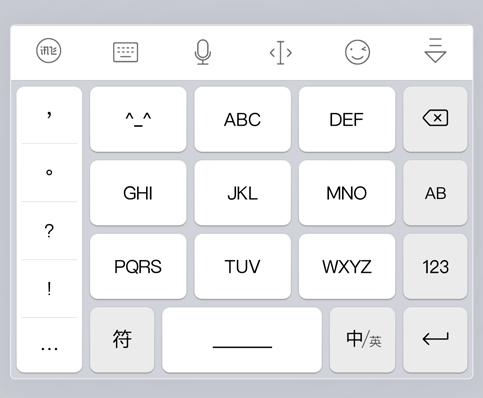 讯飞
, ^_^ ABC DEF
GHI JKL MNO AB
。
?
PQRS TUV WXYZ 123
!
… 符 中/英